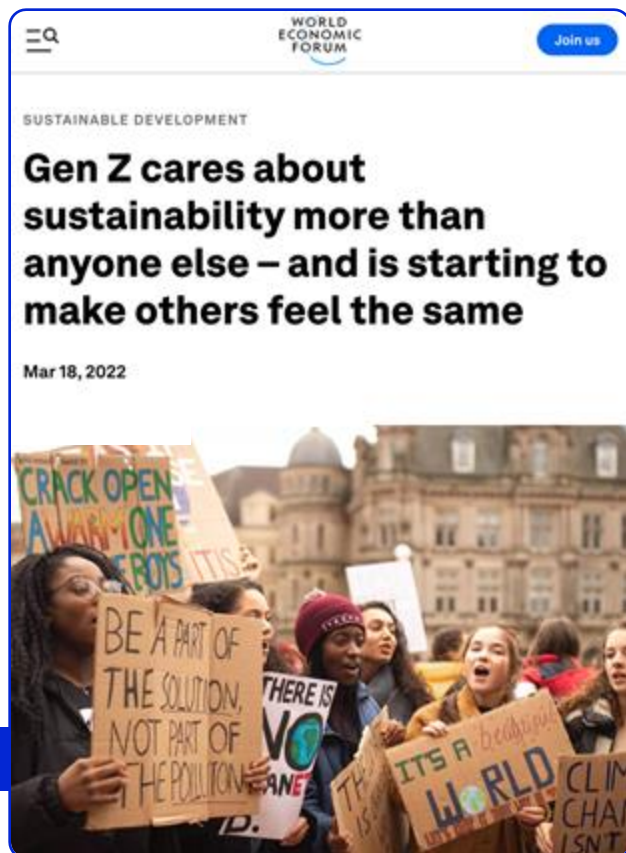 WORLD
ECONOMIC
FORUM
Join us
SUSTAINABLE DEVELOPMENT
Gen Z cares about
sustainability more than
anyone else – and is starting to
make others feel the same
Mar 18, 2022
CRACK OPEN
A WARM ONE
BOYS
ITS
BE A PART OF
THE SOLUTION,
NOT PART OF
THE POLLUTION
THERE IS
NO
IT'S A beautiful
WORLD